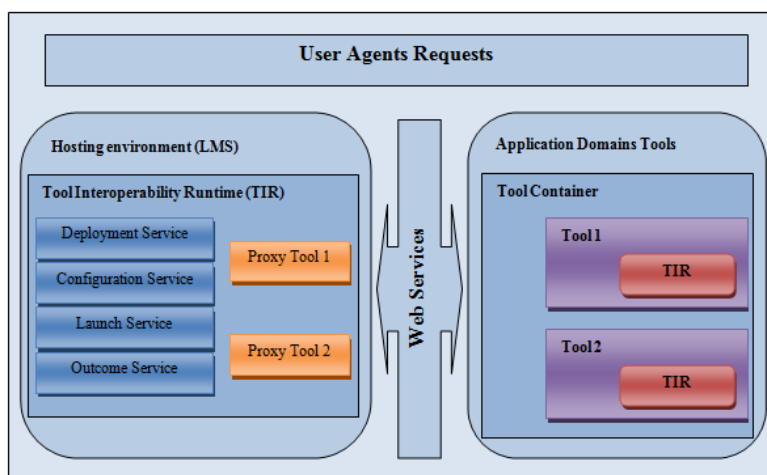 User Agents Requests
Hosting environment (LMS)
Tool Interoperability Runtime (TIR)
Deployment Service
Configuration Service
Launch Service
Outcome Service
Proxy Tool 1
Proxy Tool 2
Web Services
Application Domains Tools
Tool Container
Tool 1
TIR
Tool 2
TIR